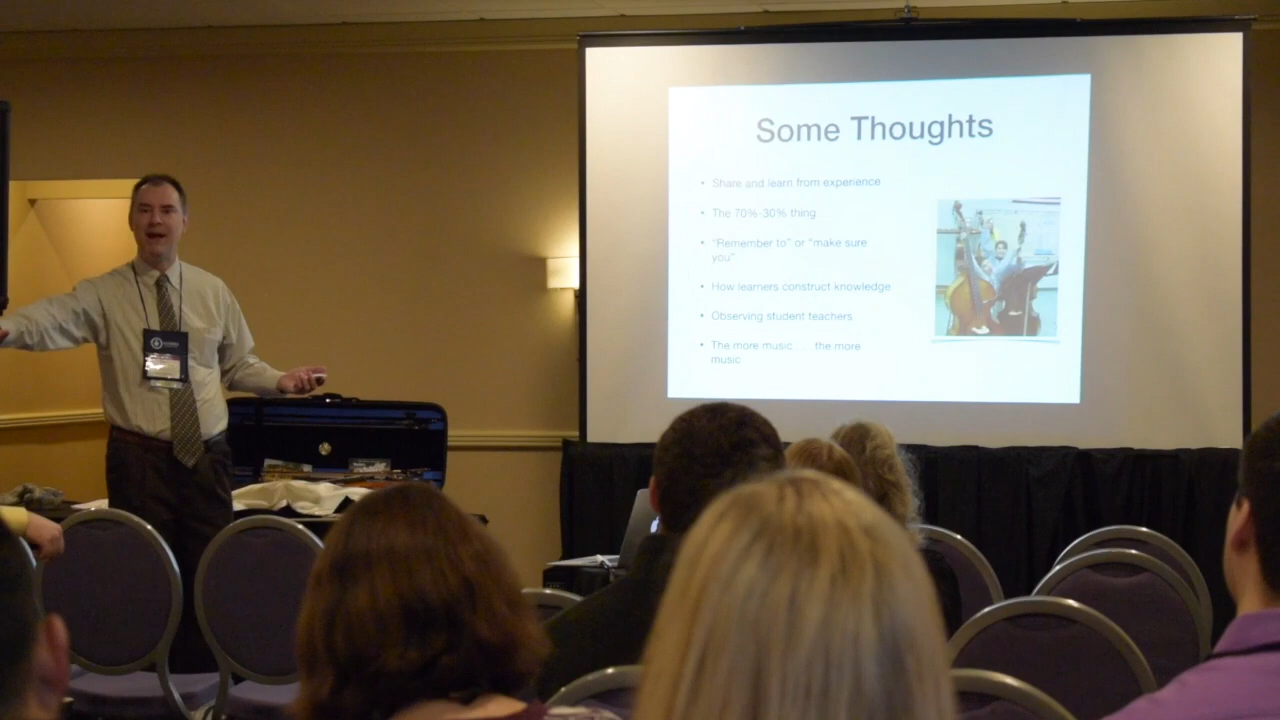 Some Thoughts
• Share and learn from experience
• The 70%-30% thing
• "Remember to" or "make sure
you"
• How learners construct knowledge
• Observing student teachers
• The more music . . . the more
music